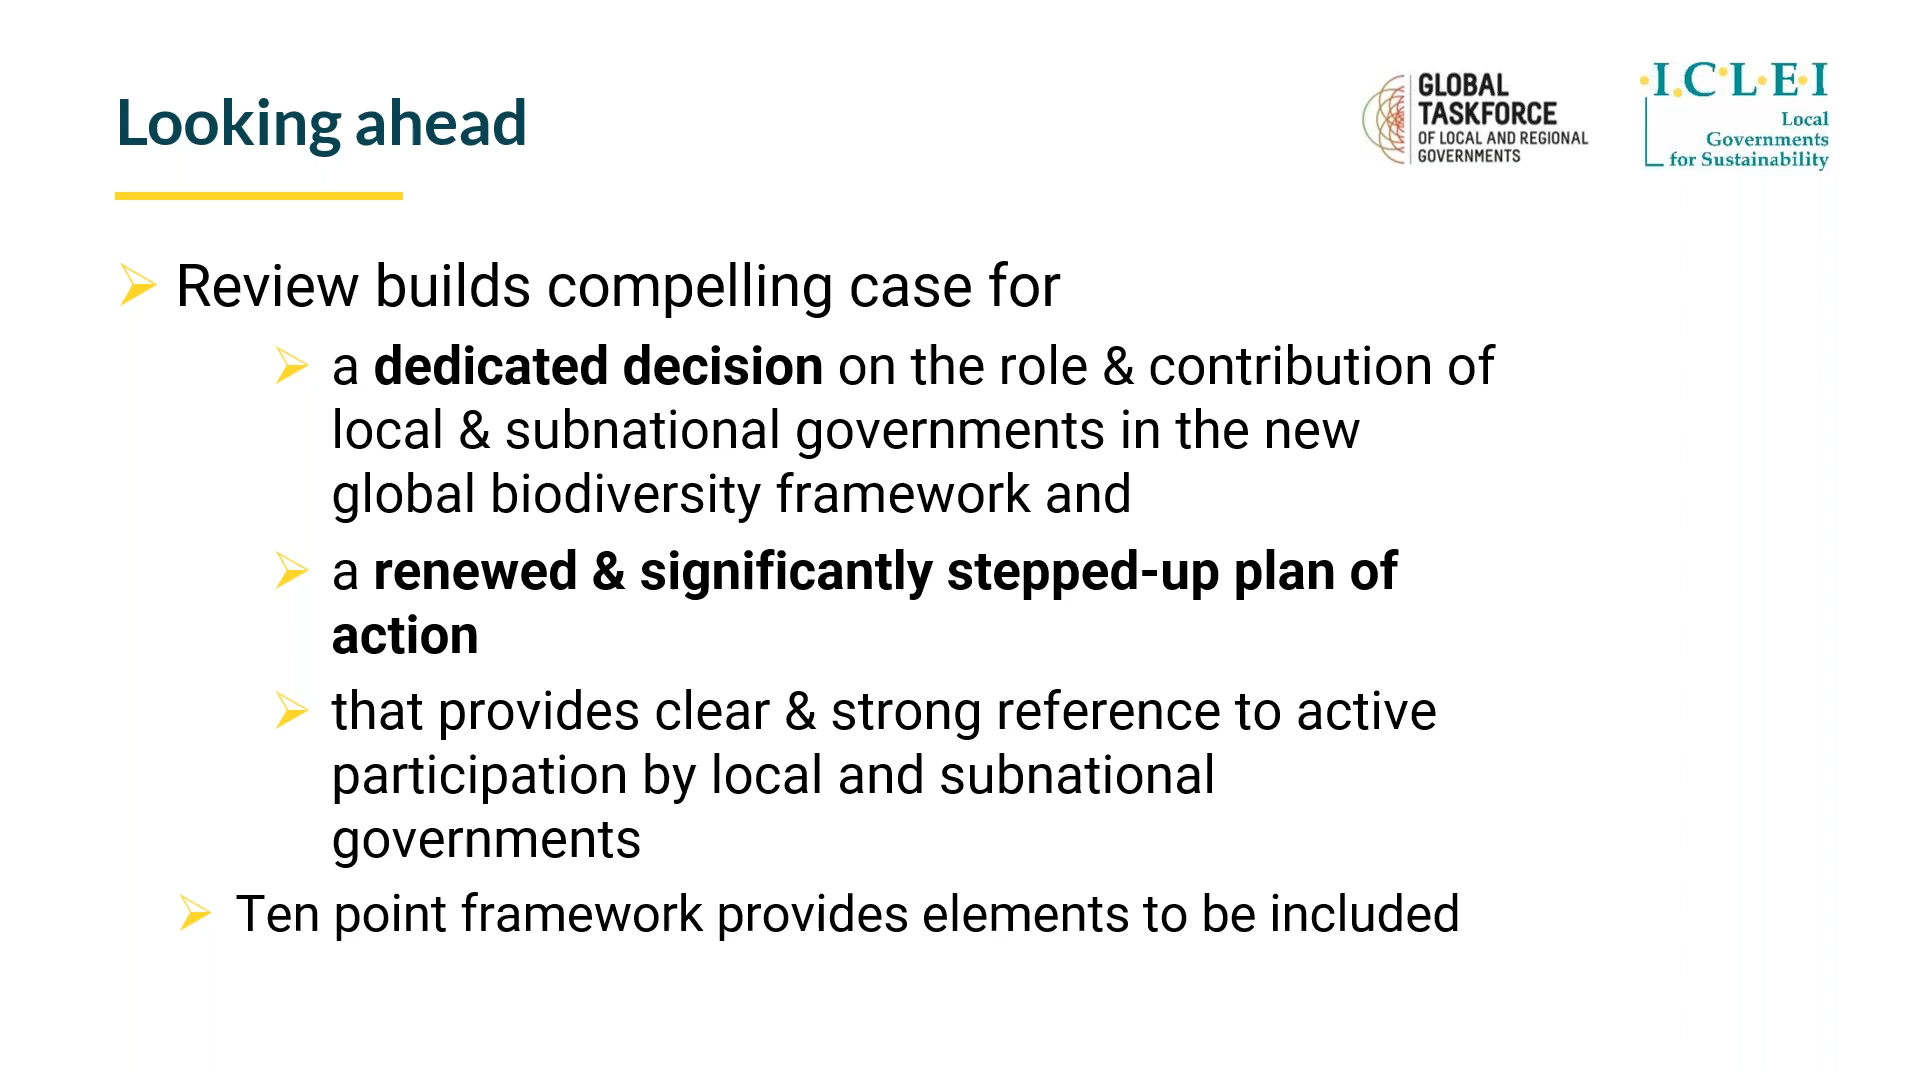 Looking ahead
GLOBAL
TASKFORCE
OF LOCAL AND REGIONAL
GOVERNMENTS
I.C.L.E.I
Local
Governments
for Sustainability
Review builds compelling case for
a dedicated decision on the role & contribution of
local & subnational governments in the new
global biodiversity framework and
a renewed & significantly stepped-up plan of
action
that provides clear & strong reference to active
participation by local and subnational
governments
Ten point framework provides elements to be included